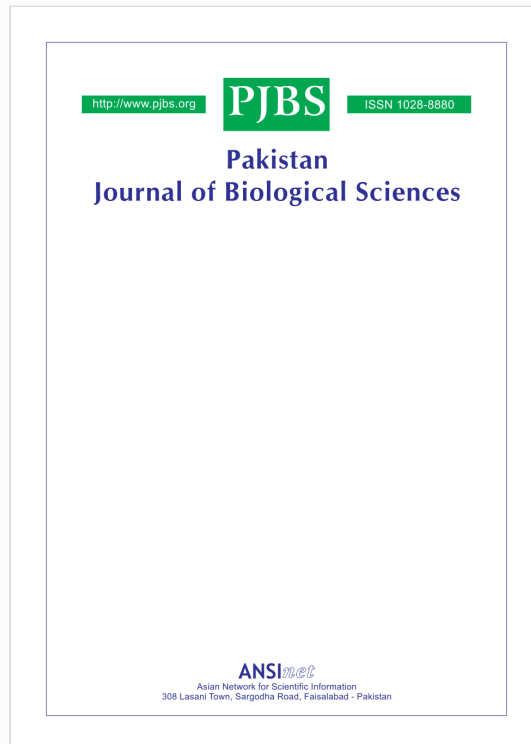 http://www.pjbs.org
PJBS
ISSN 1028-8880
Pakistan
Journal of Biological Sciences
ANSInet
Asian Network for Scientific Information
308 Lasani Town, Sargodha Road, Faisalabad - Pakistan